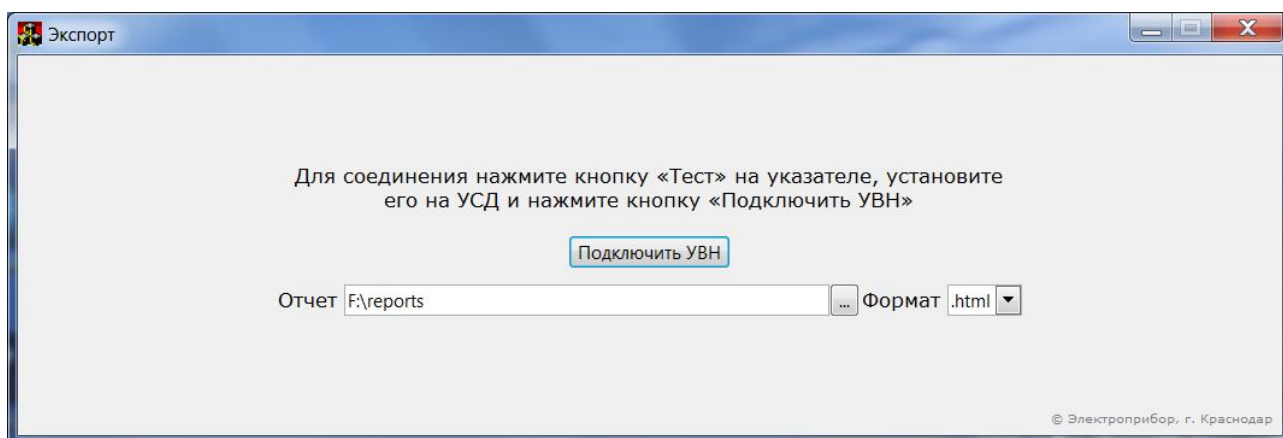 Экспорт
Для соединения нажмите кнопку «Тест» на указателе, установите
его на УСД и нажмите кнопку «Подключить УВН»
Подключить УВН
Отчет F:\reports ... Формат .html
© Электроприбор, г. Краснодар